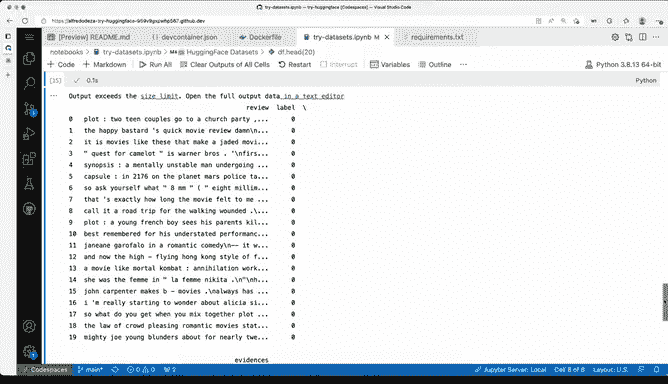 try-datasets.ipynb — try-huggingface [Codespaces] — Visual Studio Code
[Preview] README.md
devcontainer.json
Dockerfile
try-datasets.ipynb M
requirements.txt
notebooks > try-datasets.ipynb > HuggingFace Datasets > df.head(20)
+ Code + Markdown Run All Clear Outputs of All Cells Restart Interrupt Variables Outline ... Python 3.8.13 64-bit
[35] 0.1s Python
... Output exceeds the size limit. Open the full output data in a text editor
review label \
0 plot : two teen couples go to a church party ,... 0
1 the happy bastard 's quick movie review damn\n... 0
2 it is movies like these that make a jaded movi... 0
3 " quest for camelot " is warner bros . '\nfirs... 0
4 synopsis : a mentally unstable man undergoing ... 0
5 capsule : in 2176 on the planet mars police ta... 0
6 so ask yourself what " 8 mm " ( " eight millim... 0
7 that 's exactly how long the movie felt to me ... 0
8 call it a road trip for the walking wounded .\... 0
9 plot : a young french boy sees his parents kil... 0
10 best remembered for his understated performanc... 0
11 janeane garofalo in a romantic comedy\n-- it w... 0
12 and now the high - flying hong kong style of f... 0
13 a movie like mortal kombat : annihilation work... 0
14 she was the femme in " la femme nikita .\n"\nh... 0
15 john carpenter makes b - movies .\nalways has ... 0
16 i 'm really starting to wonder about alicia si... 0
17 so what do you get when you mix together plot ... 0
18 the law of crowd pleasing romantic movies stat... 0
19 mighty joe young blunders about for nearly twe... 0
evidences
Codespaces main* 0 0 2 Jupyter Server: Local Cell 8 of 8 Layout: U.S.